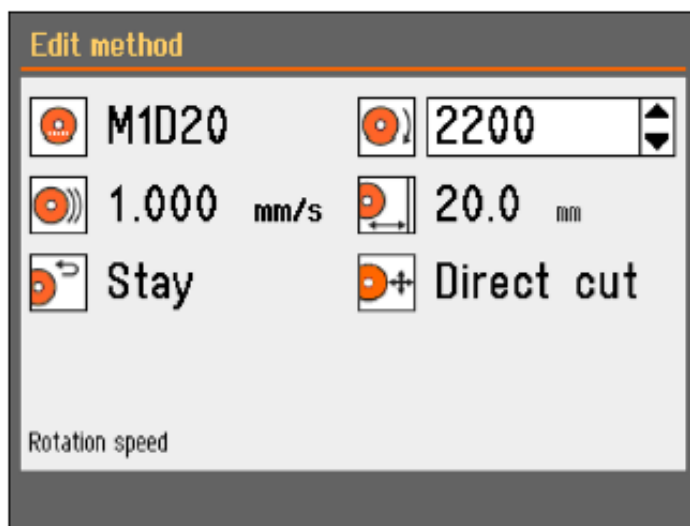 Edit method
M1D20 2200
1.000 mm/s 20.0 mm
Stay Direct cut
Rotation speed